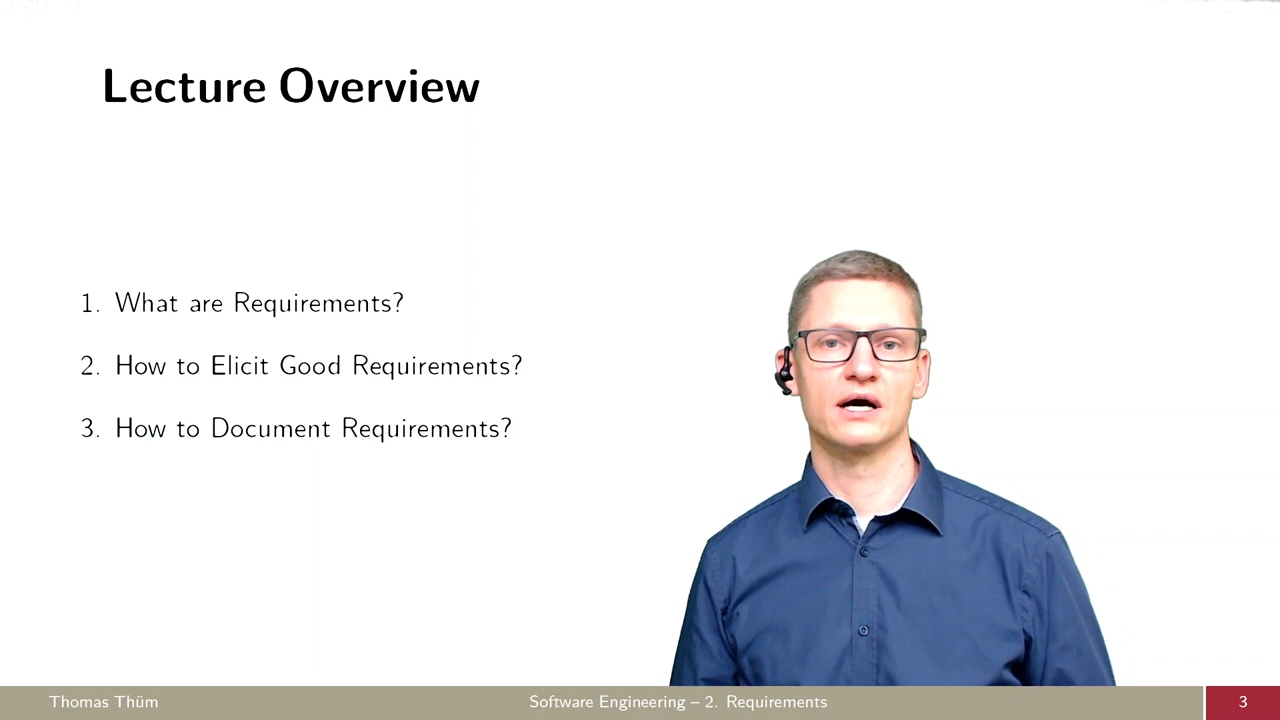 Lecture Overview
1. What are Requirements?
2. How to Elicit Good Requirements?
3. How to Document Requirements?
Thomas Thüm
Software Engineering – 2. Requirements
3